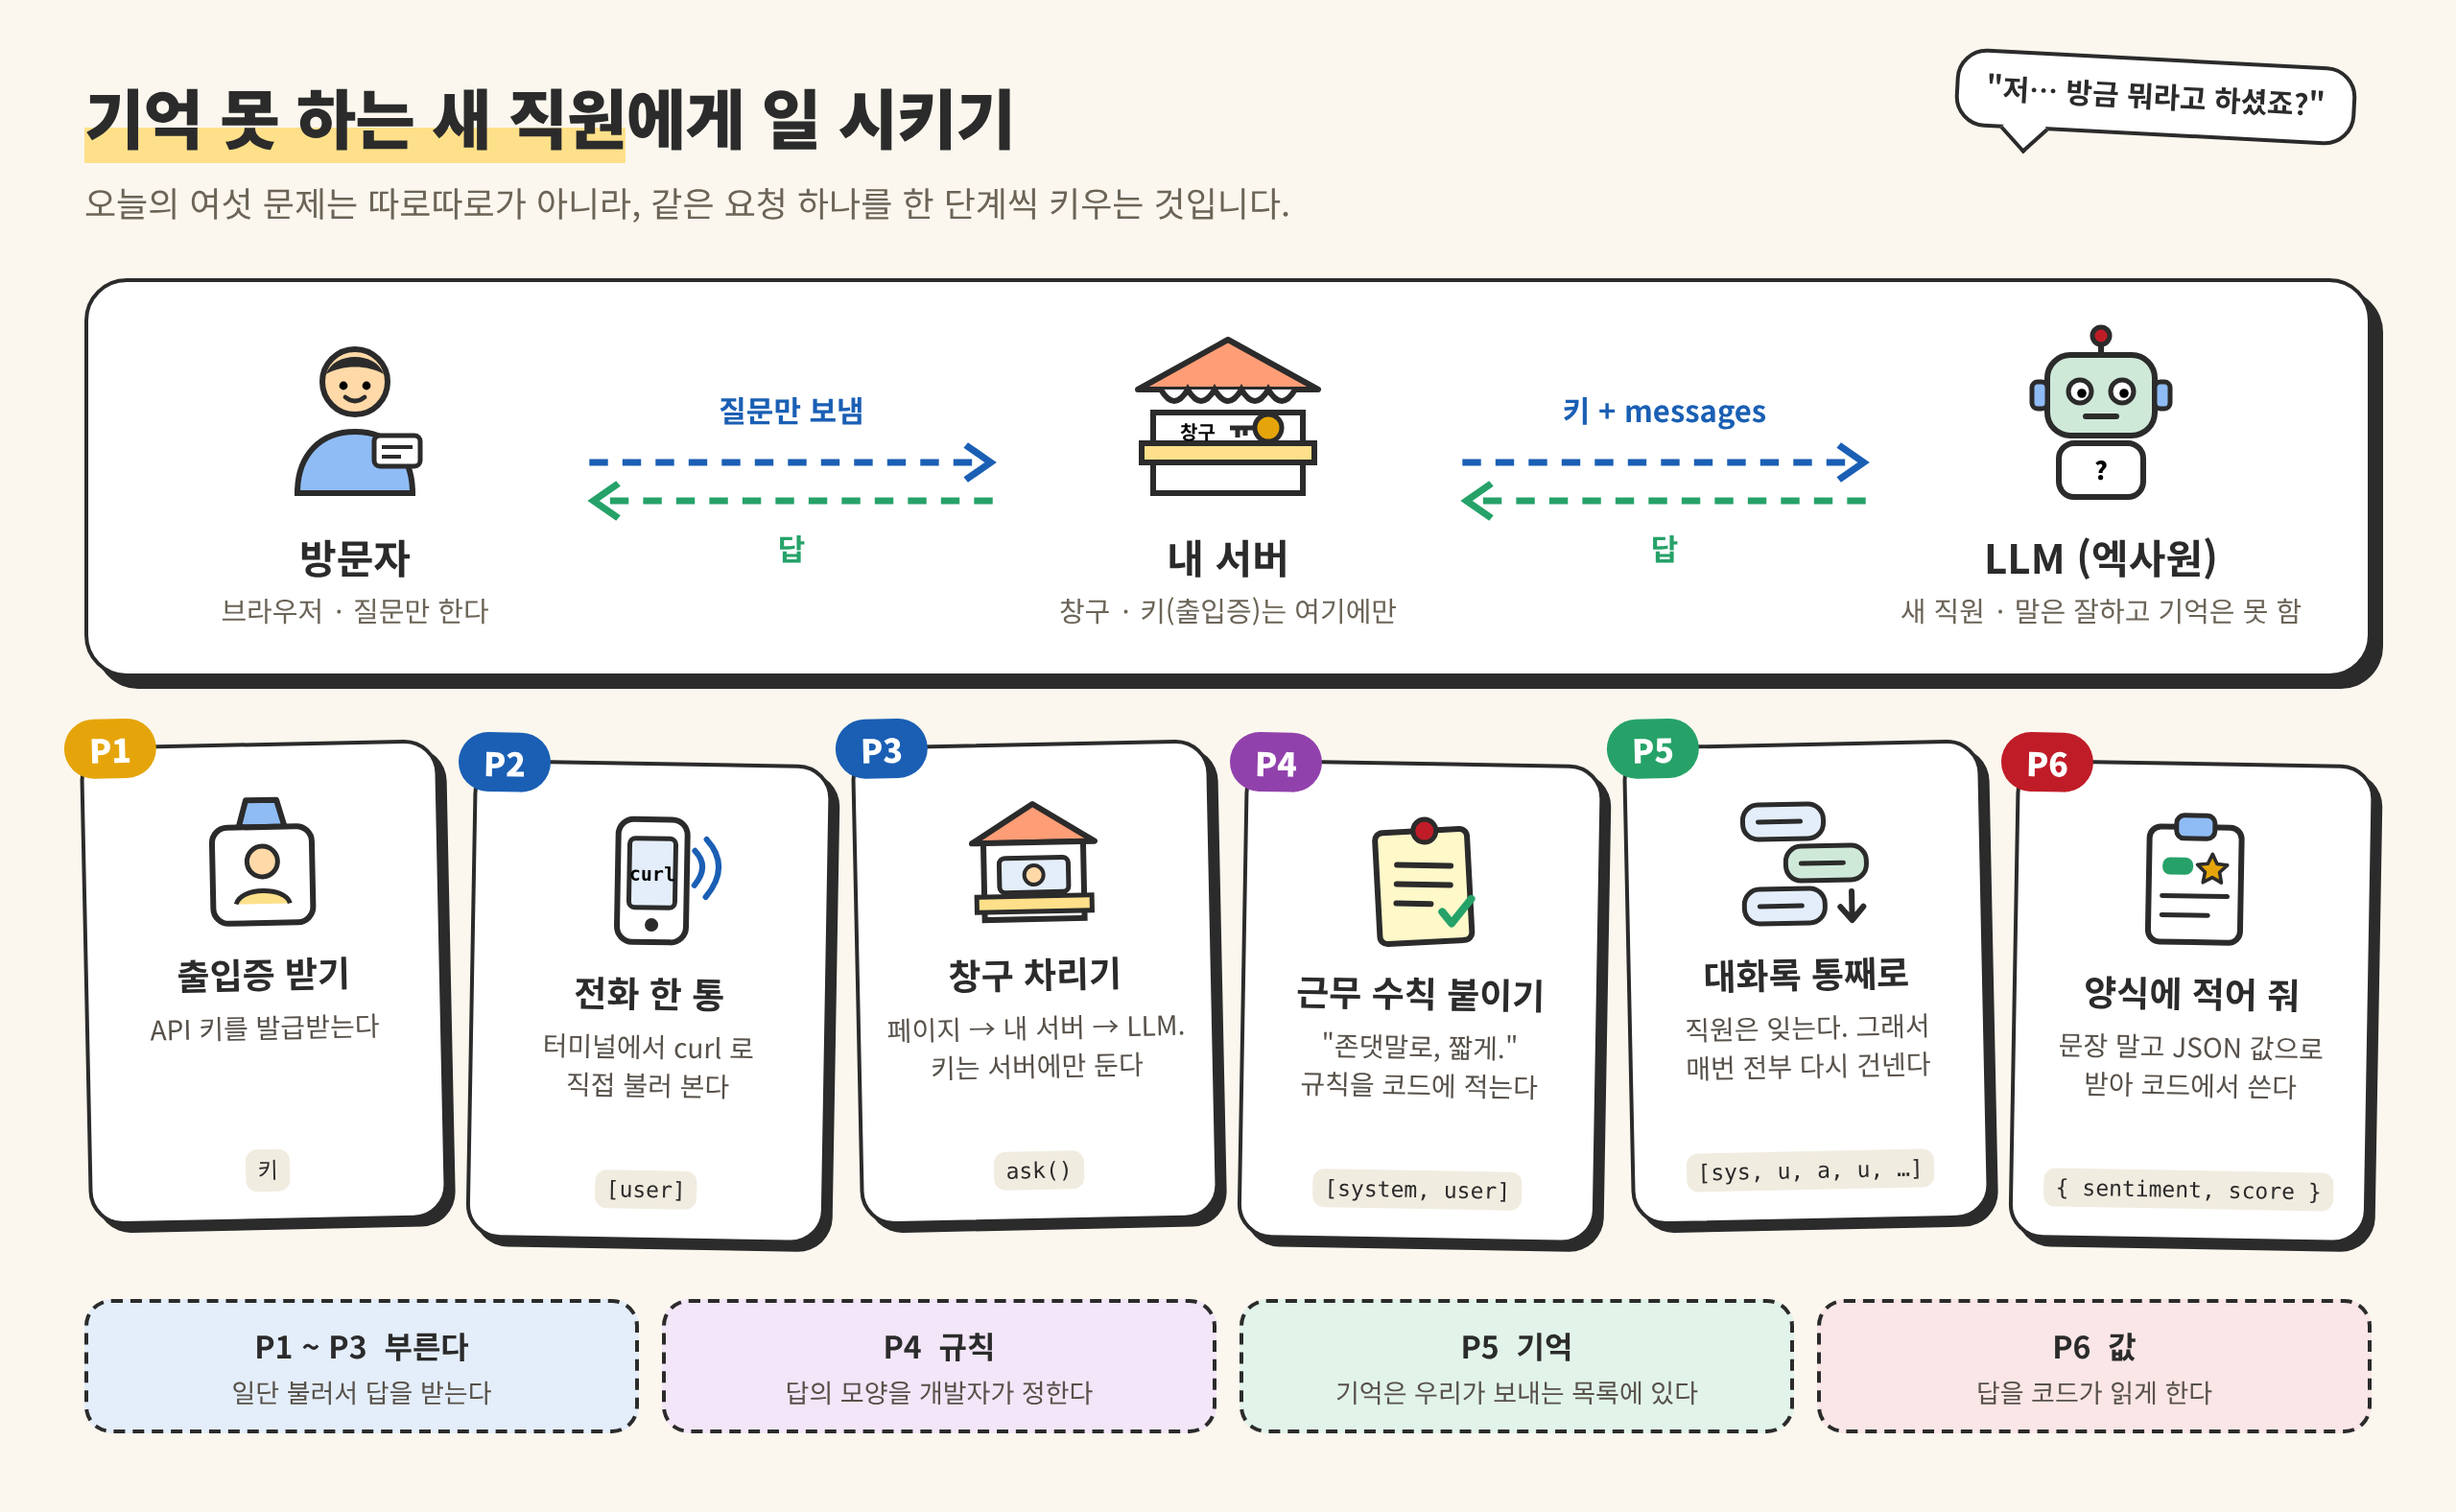 기억 못 하는 새 직원에게 일 시키기
"저… 방금 뭐라고 하셨죠?"
오늘의 여섯 문제는 따로따로가 아니라, 같은 요청 하나를 한 단계씩 키우는 것입니다.
질문만 보냄
답
창구
키 + messages
답
?
방문자
브라우저 · 질문만 한다
내 서버
창구 · 키(출입증)는 여기에만
LLM (엑사원)
새 직원 · 말은 잘하고 기억은 못 함
P1
출입증 받기
API 키를 발급받는다
키
P2
curl
전화 한 통
터미널에서 curl 로
직접 불러 본다
[user]
P3
창구 차리기
페이지 → 내 서버 → LLM.
키는 서버에만 둔다
ask()
P4
근무 수칙 붙이기
"존댓말로, 짧게."
규칙을 코드에 적는다
[system, user]
P5
대화록 통째로
직원은 잊는다. 그래서
매번 전부 다시 건넨다
[sys, u, a, u, …]
P6
양식에 적어 줘
문장 말고 JSON 값으로
받아 코드에서 쓴다
{ sentiment, score }
P1 ~ P3 부른다
일단 불러서 답을 받는다
P4 규칙
답의 모양을 개발자가 정한다
P5 기억
기억은 우리가 보내는 목록에 있다
P6 값
답을 코드가 읽게 한다